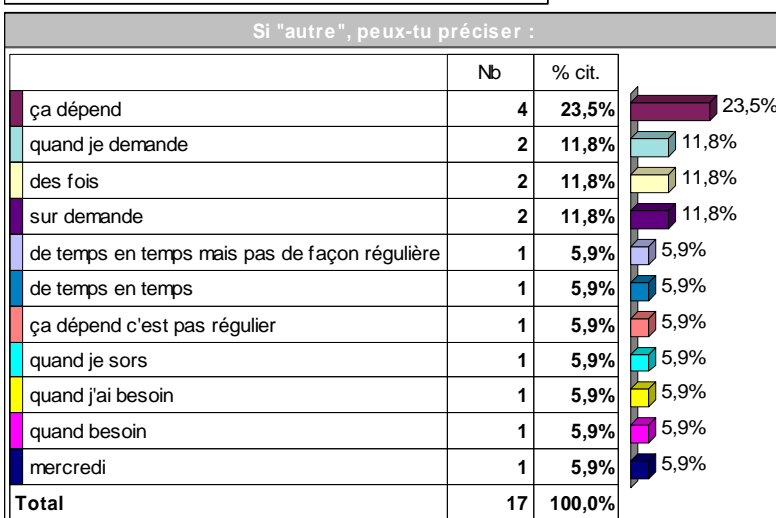 Si "autre", peux-tu préciser :
Nb % cit.
ça dépend 4 23,5% 23,5%
quand je demande 2 11,8% 11,8%
des fois 2 11,8% 11,8%
sur demande 2 11,8% 11,8%
de temps en temps mais pas de façon régulière 1 5,9% 5,9%
de temps en temps 1 5,9% 5,9%
ça dépend c'est pas régulier 1 5,9% 5,9%
quand je sors 1 5,9% 5,9%
quand j'ai besoin 1 5,9% 5,9%
quand besoin 1 5,9% 5,9%
mercredi 1 5,9% 5,9%
Total 17 100,0%